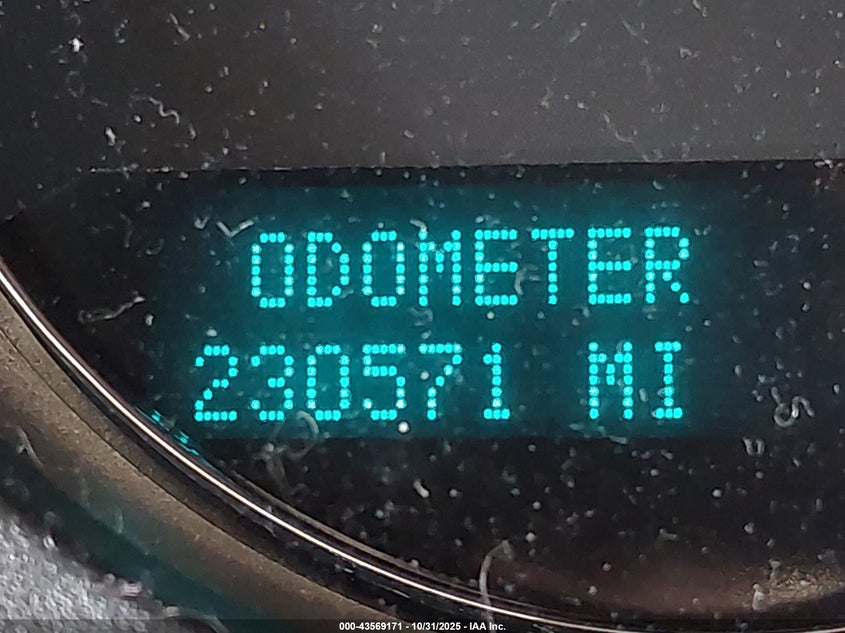 ODOMETER
230571 MI
000-43569171 - 10/31/2025 - IAA Inc.